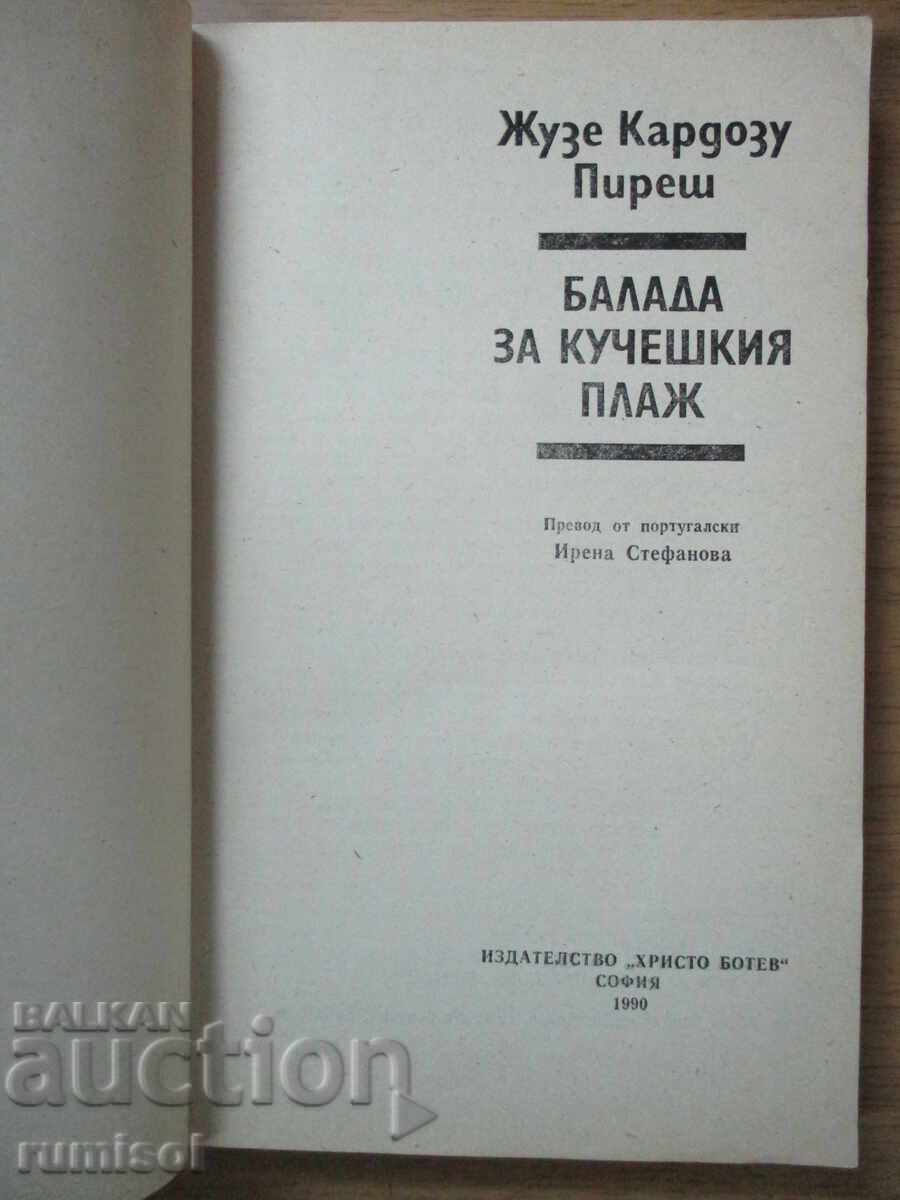 Жузе Кардозу
Пиреш
БАЛАДА
ЗА КУЧЕШКИЯ
ПЛАЖ
Превод от португалски
Ирена Стефанова
ИЗДАТЕЛСТВО „ХРИСТО БОТЕВ“
СОФИЯ
1990
BALKAN
auction
rumisol